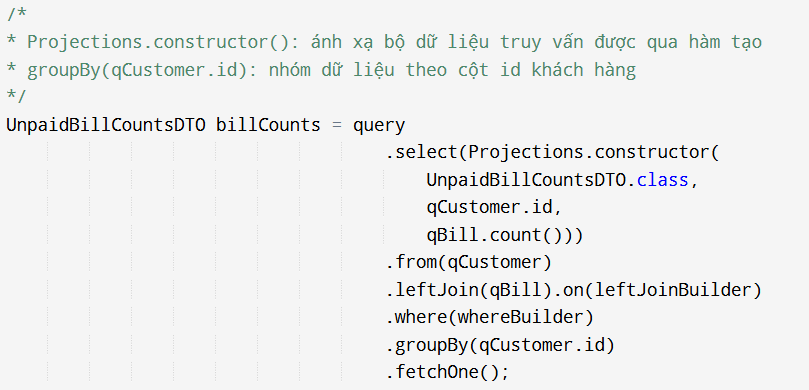 /*
* Projections.constructor(): ánh xạ bộ dữ liệu truy vấn được qua hàm tạo
* groupBy(qCustomer.id): nhóm dữ liệu theo cột id khách hàng
*/
UnpaidBillCountsDTO billCounts = query
.select(Projections.constructor(
UnpaidBillCountsDTO.class,
qCustomer.id,
qBill.count()))
.from(qCustomer)
.leftJoin(qBill).on(leftJoinBuilder)
.where(whereBuilder)
.groupBy(qCustomer.id)
.fetchOne();